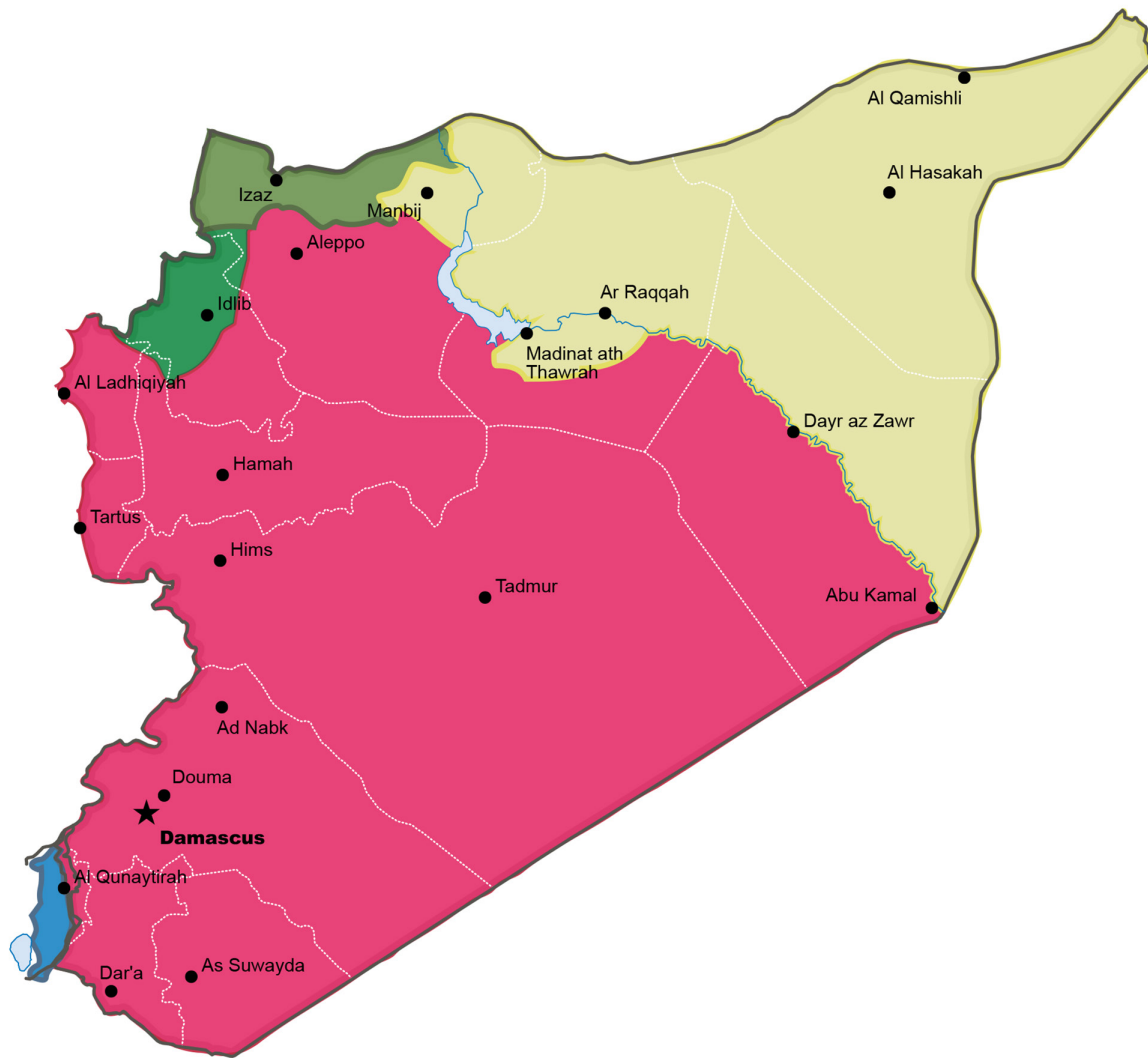 Al Qamishli
Al Hasakah
Izaz
Manbij
Aleppo
Ar Raqqah
Idlib
Madinat ath
Thawrah
Al Ladhiqiyah
Dayr az Zawr
Hamah
Tartus
Hims
Tadmur
Abu Kamal
Ad Nabk
Douma
Damascus
Al Qunaytirah
As Suwayda
Dar'a